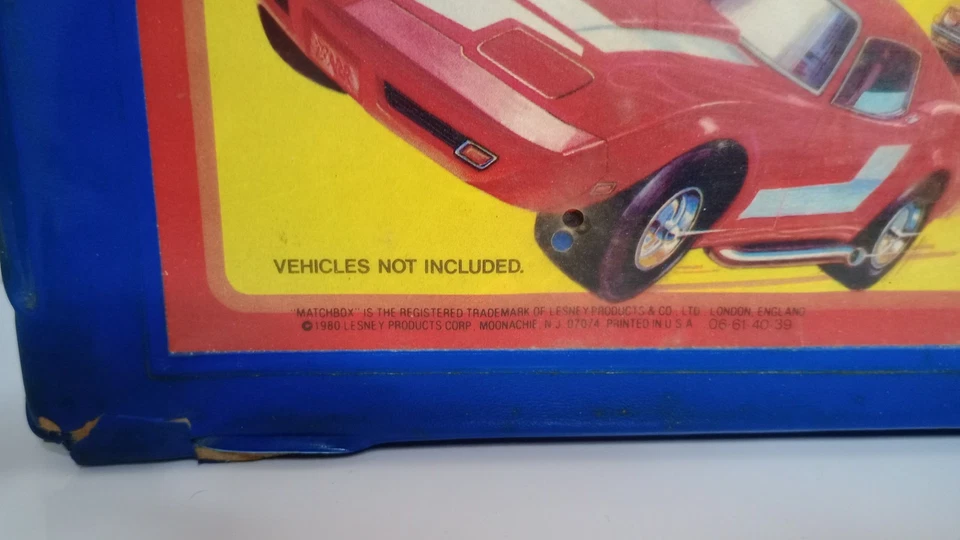 VEHICLES NOT INCLUDED.
"MATCHBOX" IS THE REGISTERED TRADEMARK OF LESNEY PRODUCTS & CO., LTD. LONDON, ENGLAND
©1980 LESNEY PRODUCTS CORP. MOONACHIE, N.J. 07074 PRINTED IN U.S.A. 06-61-40-39